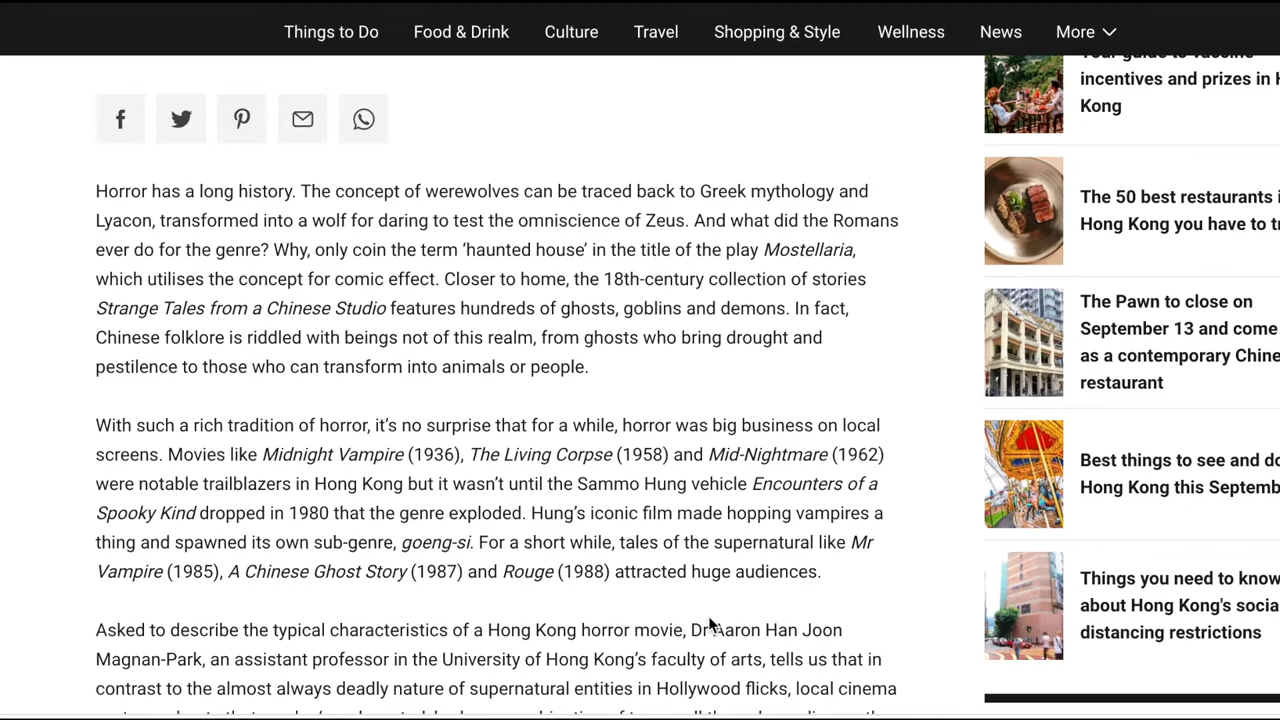 Things to Do Food & Drink Culture Travel Shopping & Style Wellness News More
incentives and prizes in
Kong
Horror has a long history. The concept of werewolves can be traced back to Greek mythology and
Lyacon, transformed into a wolf for daring to test the omniscience of Zeus. And what did the Romans
ever do for the genre? Why, only coin the term ‘haunted house’ in the title of the play Mostellaria,
which utilises the concept for comic effect. Closer to home, the 18th-century collection of stories
Strange Tales from a Chinese Studio features hundreds of ghosts, goblins and demons. In fact,
Chinese folklore is riddled with beings not of this realm, from ghosts who bring drought and
pestilence to those who can transform into animals or people.
With such a rich tradition of horror, it’s no surprise that for a while, horror was big business on local
screens. Movies like Midnight Vampire (1936), The Living Corpse (1958) and Mid-Nightmare (1962)
were notable trailblazers in Hong Kong but it wasn’t until the Sammo Hung vehicle Encounters of a
Spooky Kind dropped in 1980 that the genre exploded. Hung’s iconic film made hopping vampires a
thing and spawned its own sub-genre, goeng-si. For a short while, tales of the supernatural like Mr
Vampire (1985), A Chinese Ghost Story (1987) and Rouge (1988) attracted huge audiences.
Asked to describe the typical characteristics of a Hong Kong horror movie, Dr Aaron Han Joon
Magnan-Park, an assistant professor in the University of Hong Kong’s faculty of arts, tells us that in
contrast to the almost always deadly nature of supernatural entities in Hollywood flicks, local cinema
The 50 best restaurants
Hong Kong you have to
The Pawn to close on
September 13 and come
as a contemporary
restaurant
Best things to see and
Hong Kong this
Things you need to know
about Hong Kong's
distancing restrictions